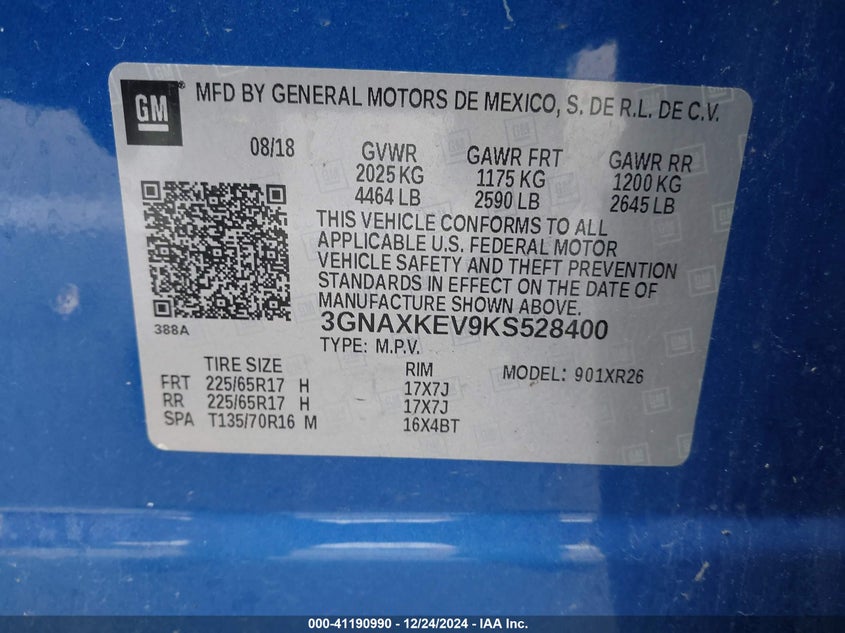 GM ® MFD BY GENERAL MOTORS DE MEXICO, S. DE R.L. DE C.V.
08/18 GVWR GAWR FRT GAWR RR
2025 KG 1175 KG 1200 KG
4464 LB 2590 LB 2645 LB
THIS VEHICLE CONFORMS TO ALL
APPLICABLE U.S. FEDERAL MOTOR
VEHICLE SAFETY AND THEFT PREVENTION
STANDARDS IN EFFECT ON THE DATE OF
MANUFACTURE SHOWN ABOVE.
388A
3GNAXKEV9KS528400
TYPE: M.P.V.
TIRE SIZE RIM MODEL: 901XR26
FRT 225/65R17 H 17X7J
RR 225/65R17 H 17X7J
SPA T135/70R16 M 16X4BT
000-41190990 - 12/24/2024 - IAA Inc.